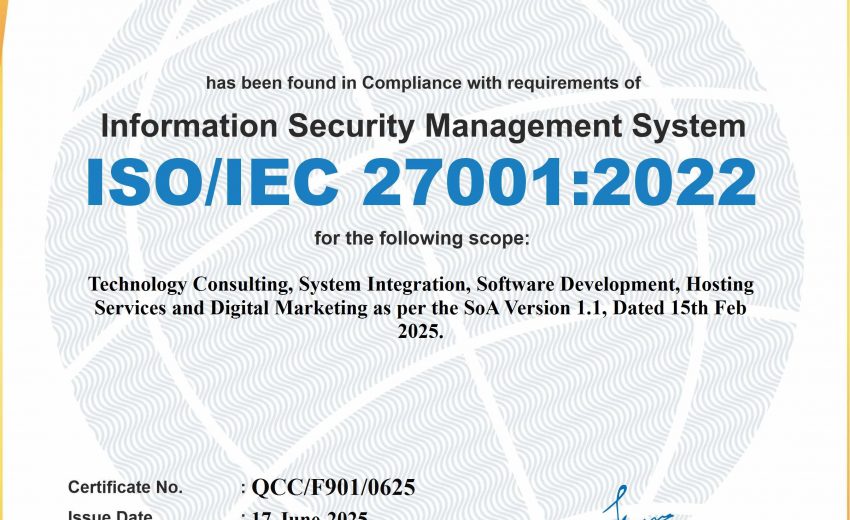 has been found in Compliance with requirements of
Information Security Management System
ISO/IEC 27001:2022
for the following scope:
Technology Consulting, System Integration, Software Development, Hosting
Services and Digital Marketing as per the SoA Version 1.1, Dated 15th Feb
2025.
Certificate No. : QCC/F901/0625
Issue Date : 17 June 2025